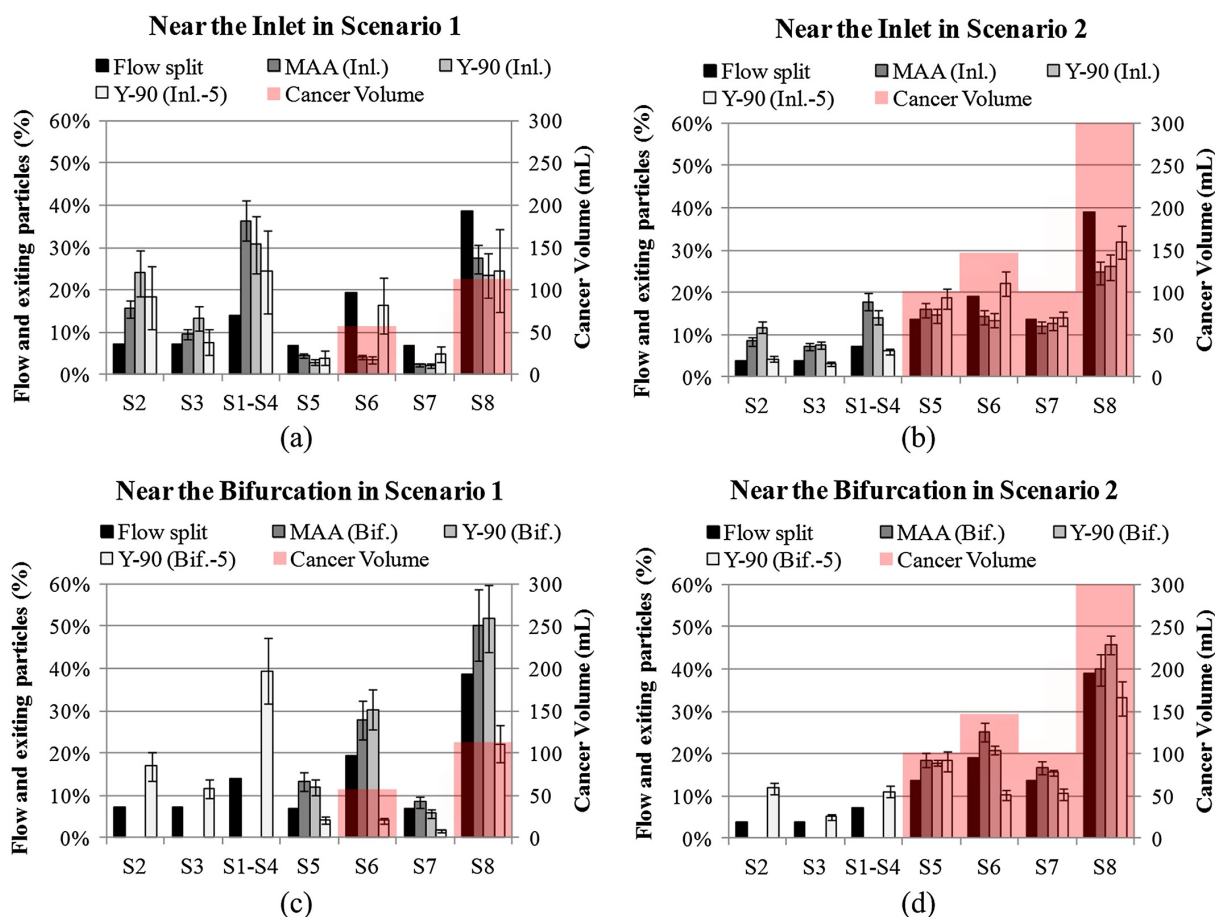 Near the Inlet in Scenario 1
Flow split
MAA (Inl.)
Y-90 (Inl.)
Y-90 (Inl.-5)
Cancer Volume
Flow and exiting particles (%)
60%
50%
40%
30%
20%
10%
0%
300
250
200
150
100
50
0
Cancer Volume (mL)
S2 S3 S1-S4 S5 S6 S7 S8
(a)
Near the Inlet in Scenario 2
Flow split
MAA (Inl.)
Y-90 (Inl.)
Y-90 (Inl.-5)
Cancer Volume
Flow and exiting particles (%)
60%
50%
40%
30%
20%
10%
0%
300
250
200
150
100
50
0
Cancer Volume (mL)
S2 S3 S1-S4 S5 S6 S7 S8
(b)
Near the Bifurcation in Scenario 1
Flow split
MAA (Bif.)
Y-90 (Bif.)
Y-90 (Bif.-5)
Cancer Volume
Flow and exiting particles (%)
60%
50%
40%
30%
20%
10%
0%
300
250
200
150
100
50
0
Cancer Volume (mL)
S2 S3 S1-S4 S5 S6 S7 S8
(c)
Near the Bifurcation in Scenario 2
Flow split
MAA (Bif.)
Y-90 (Bif.)
Y-90 (Bif.-5)
Cancer Volume
Flow and exiting particles (%)
60%
50%
40%
30%
20%
10%
0%
300
250
200
150
100
50
0
Cancer Volume (mL)
S2 S3 S1-S4 S5 S6 S7 S8
(d)